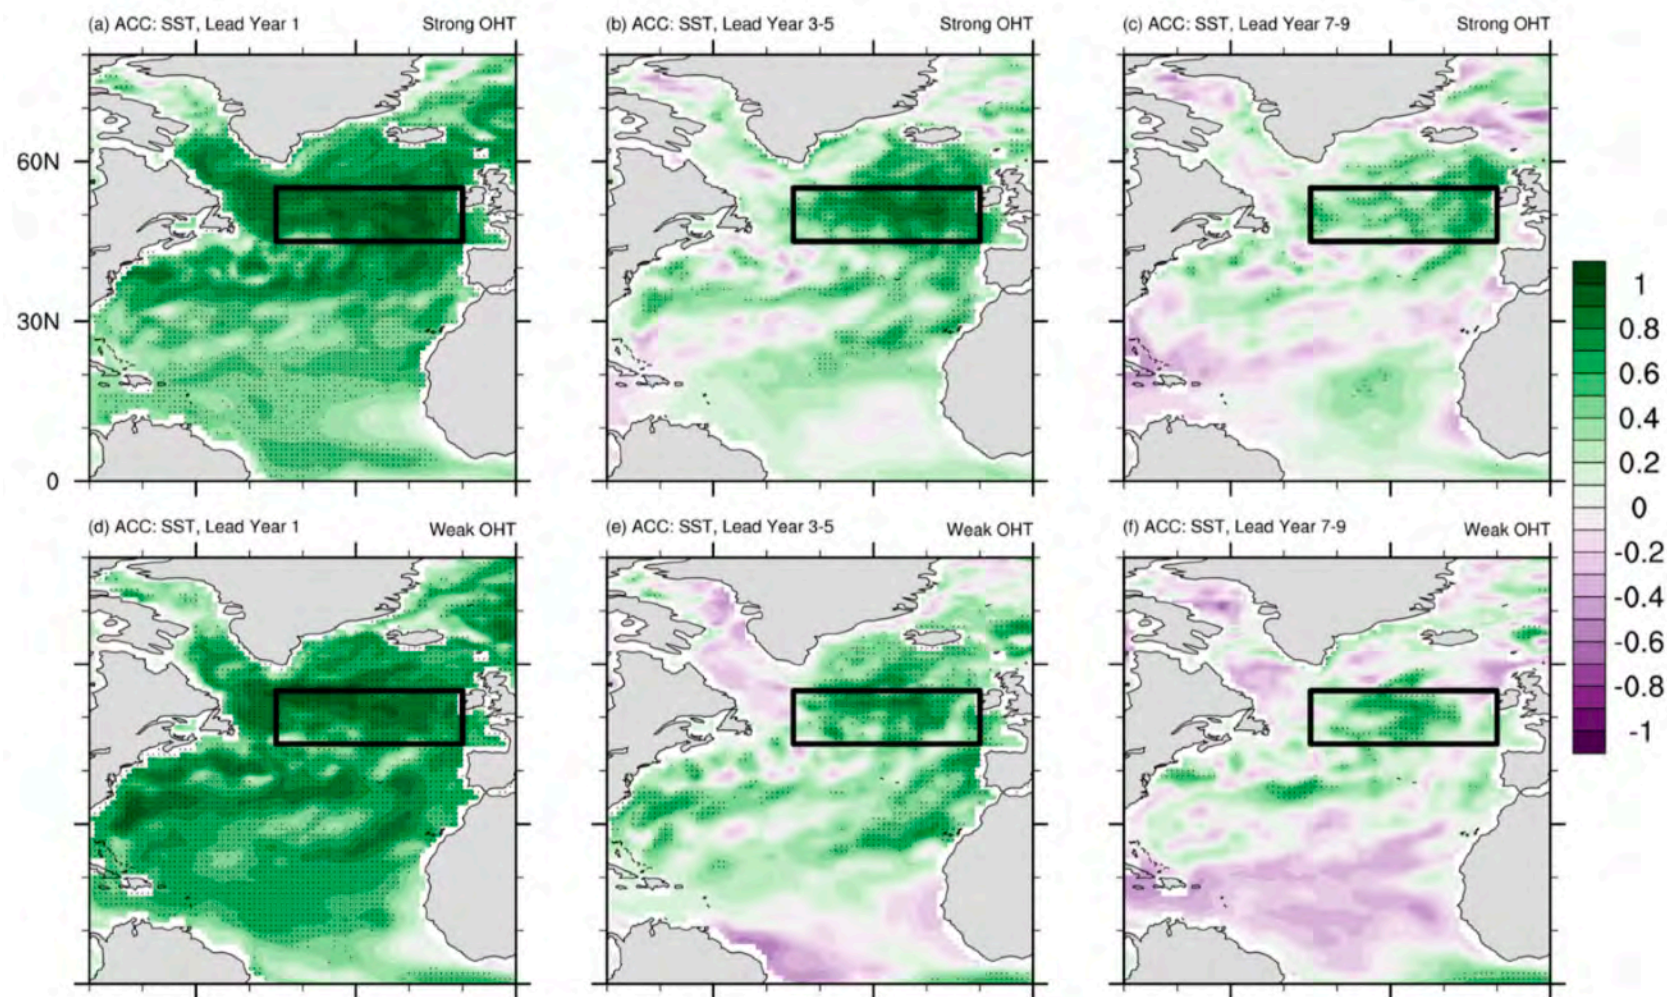 (a) ACC: SST, Lead Year 1 Strong OHT
(b) ACC: SST, Lead Year 3-5 Strong OHT
(c) ACC: SST, Lead Year 7-9 Strong OHT
60N
30N
0
(d) ACC: SST, Lead Year 1 Weak OHT
(e) ACC: SST, Lead Year 3-5 Weak OHT
(f) ACC: SST, Lead Year 7-9 Weak OHT
1
0.8
0.6
0.4
0.2
0
-0.2
-0.4
-0.6
-0.8
-1